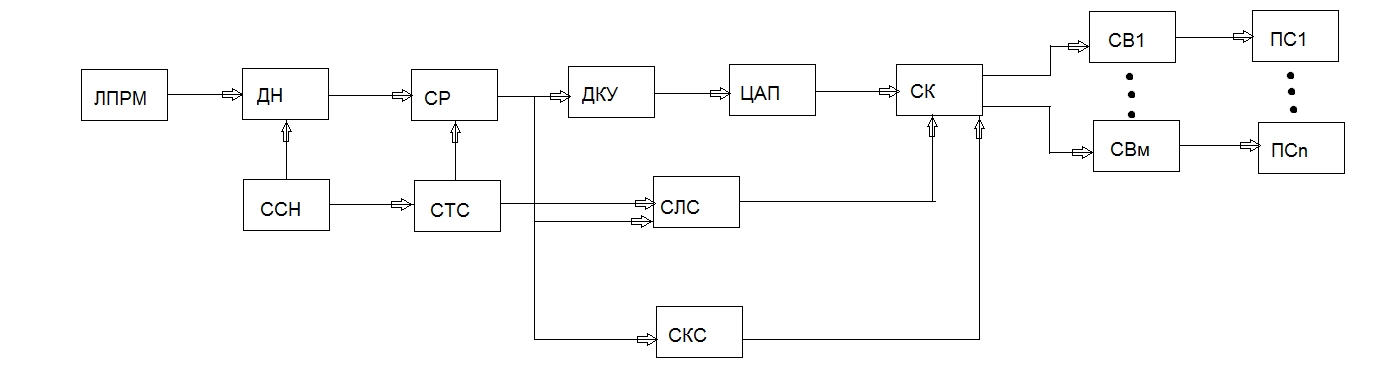 ЛПРМ
ДН
СР
ДКУ
ЦАП
СК
СВ1
ПС1
СВм
ПСn
ССН
СТС
СЛС
СКС